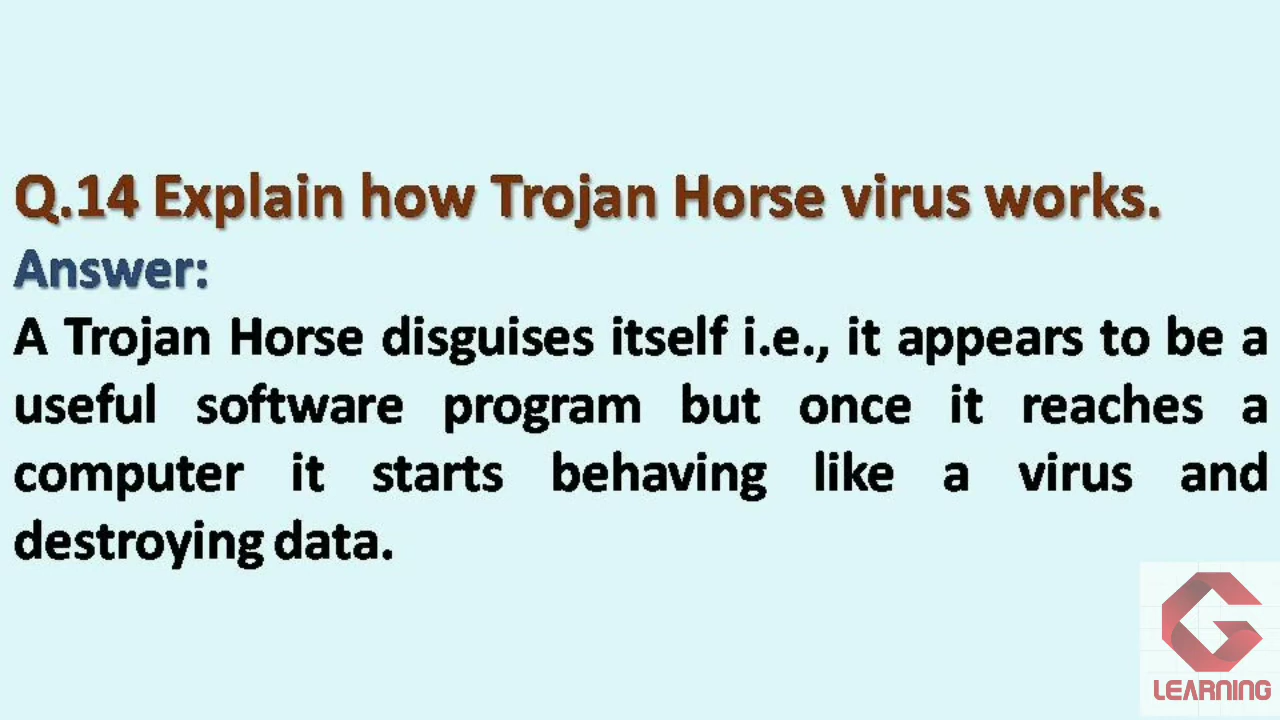 Q.14 Explain how Trojan Horse virus works.
Answer:
A Trojan Horse disguises itself i.e., it appears to be a
useful software program but once it reaches a
computer it starts behaving like a virus and
destroying data.
G
LEARNING